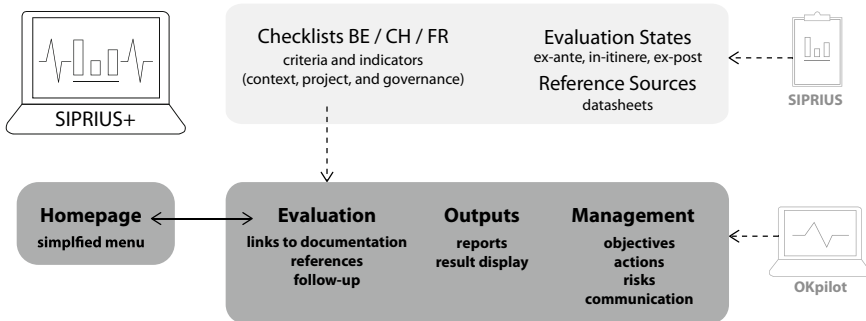 SIPRIUS+
Checklists BE / CH / FR
criteria and indicators
(context, project, and governance)
Evaluation States
ex-ante, in-itinere, ex-post
Reference Sources
datasheets
SIPRIUS
Homepage
simplfied menu
Evaluation
links to documentation
references
follow-up
Outputs
reports
result display
Management
objectives
actions
risks
communication
OKpilot